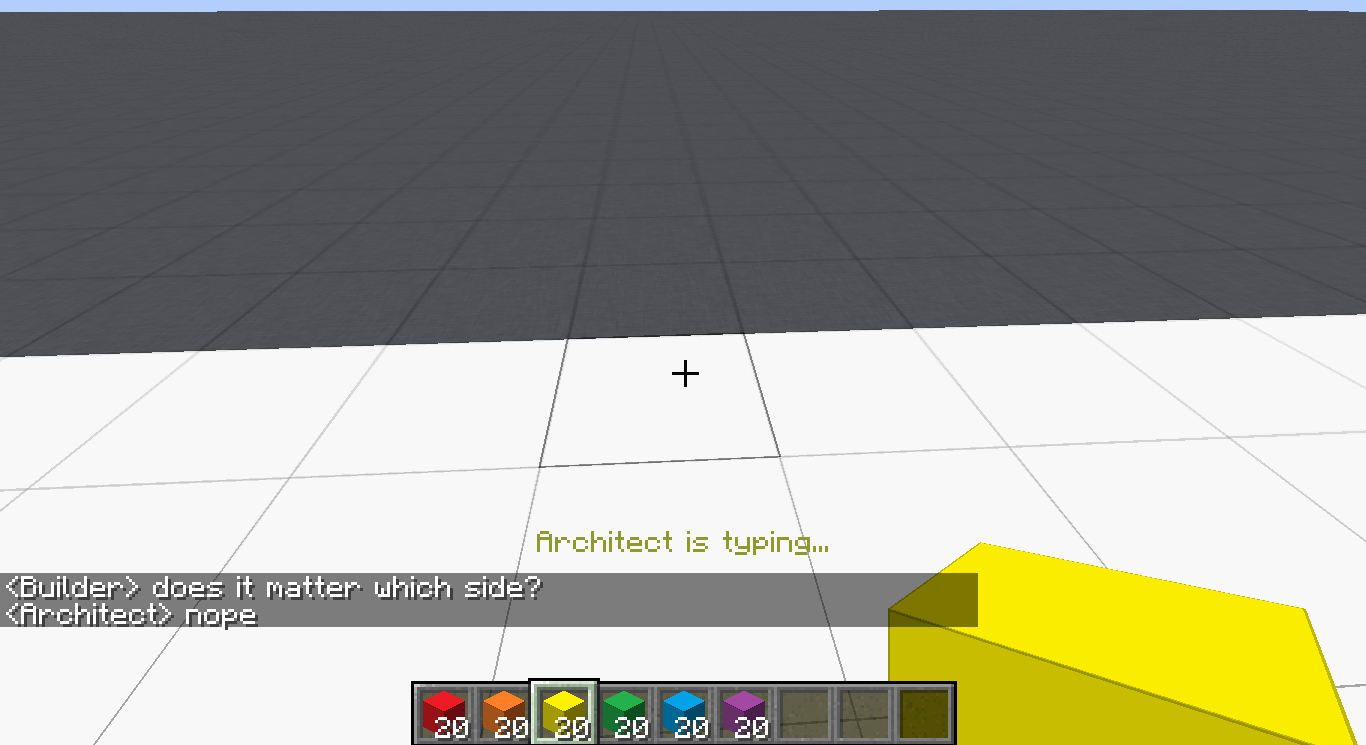 Architect is typing...
<Builder> does it matter which side?
<Architect> nope
20 20 20 20 20 20